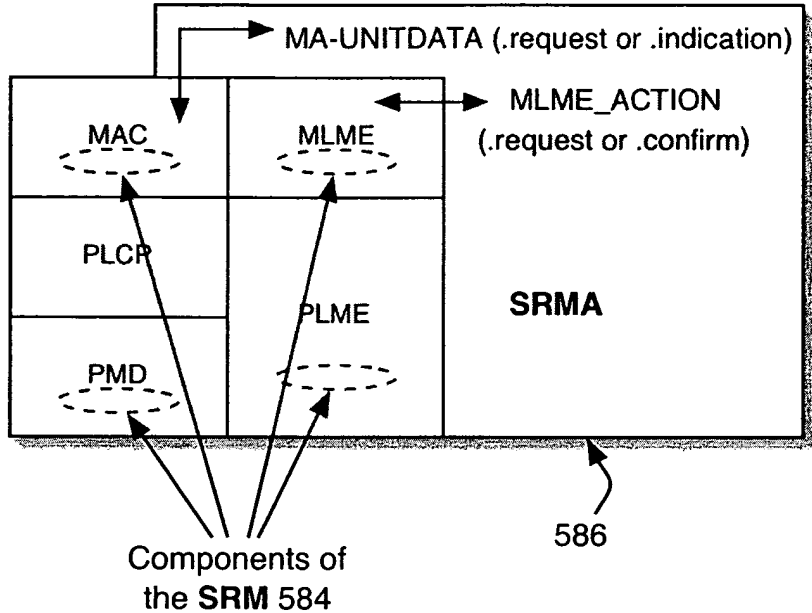 MA-UNITDATA (.request or .indication)
MAC
MLME
MLME_ACTION
(.request or .confirm)
PLCP
PLME
SRMA
PMD
586
Components of
the SRM 584